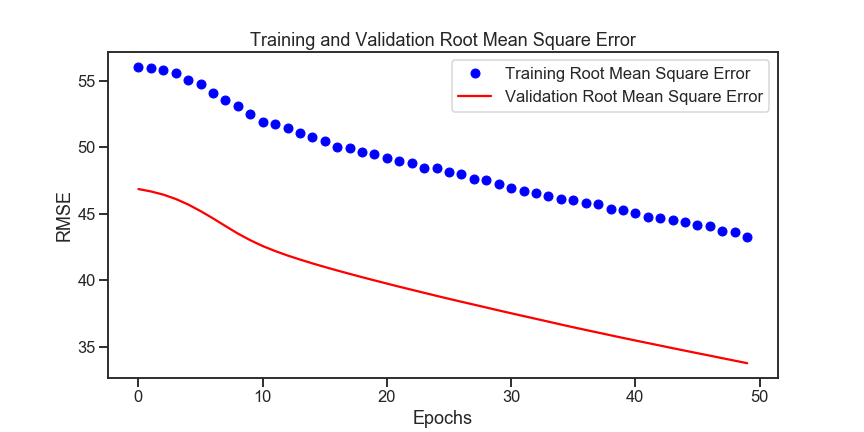 Training and Validation Root Mean Square Error
Training Root Mean Square Error
Validation Root Mean Square Error
RMSE
55
50
45
40
35
0 10 20 30 40 50
Epochs